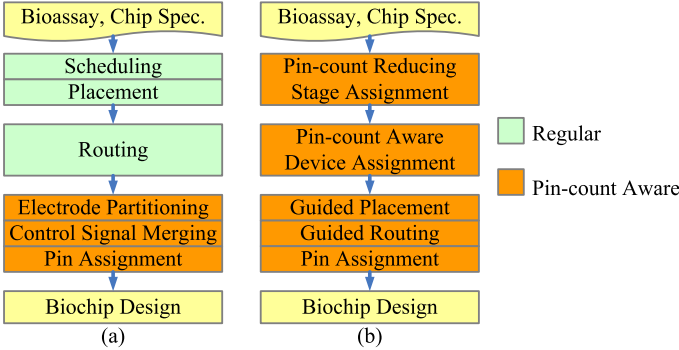 Bioassay, Chip Spec.
Scheduling
Placement
Routing
Electrode Partitioning
Control Signal Merging
Pin Assignment
Biochip Design
(a)
Bioassay, Chip Spec.
Pin-count Reducing
Stage Assignment
Pin-count Aware
Device Assignment
Guided Placement
Guided Routing
Pin Assignment
Biochip Design
(b)
Regular
Pin-count Aware